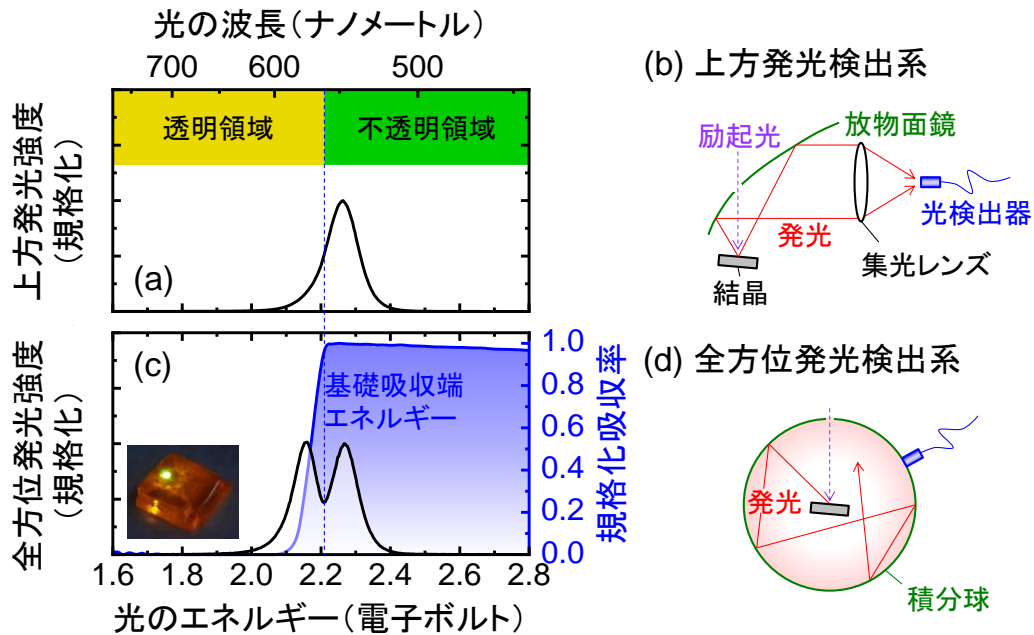 光の波長(ナノメートル)
700
600
500
透明領域
不透明領域
上方発光強度
(規格化)
(a)
(b) 上方発光検出系
励起光
放物面鏡
発光
光検出器
集光レンズ
結晶
全方位発光強度
(規格化)
(c)
基礎吸収端
エネルギー
1.0
0.8
0.6
0.4
0.2
0.0
規格化吸収率
1.6
1.8
2.0
2.2
2.4
2.6
2.8
光のエネルギー(電子ボルト)
(d) 全方位発光検出系
発光
積分球